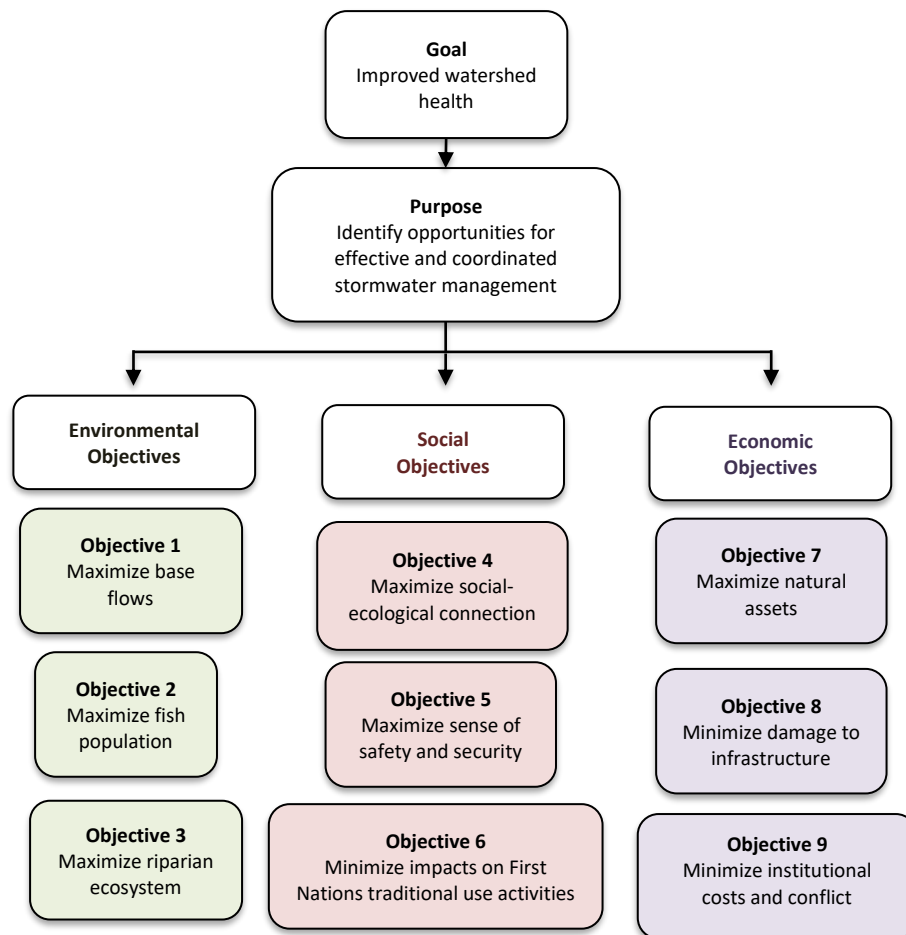 Goal
Improved watershed
health
Purpose
Identify opportunities for
effective and coordinated
stormwater management
Environmental
Objectives
Social
Objectives
Economic
Objectives
Objective 1
Maximize base
flows
Objective 2
Maximize fish
population
Objective 3
Maximize riparian
ecosystem
Objective 4
Maximize social-
ecological connection
Objective 5
Maximize sense of
safety and security
Objective 6
Minimize impacts on First
Nations traditional use activities
Objective 7
Maximize natural
assets
Objective 8
Minimize damage to
infrastructure
Objective 9
Minimize institutional
costs and conflict